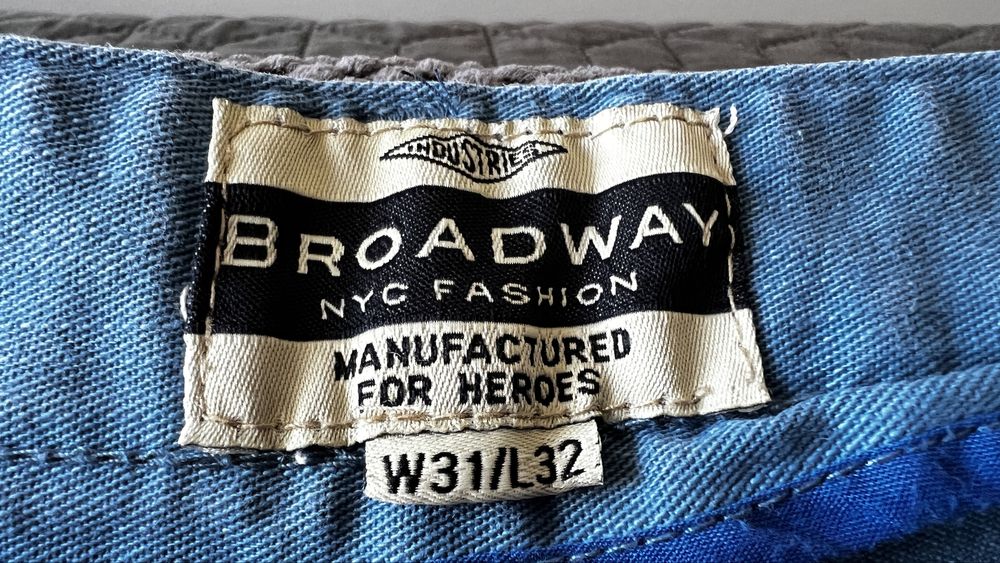 INDUSTRIES
BROADWAY
NYC FASHION
MANUFACTURED
FOR HEROES
W31/L32